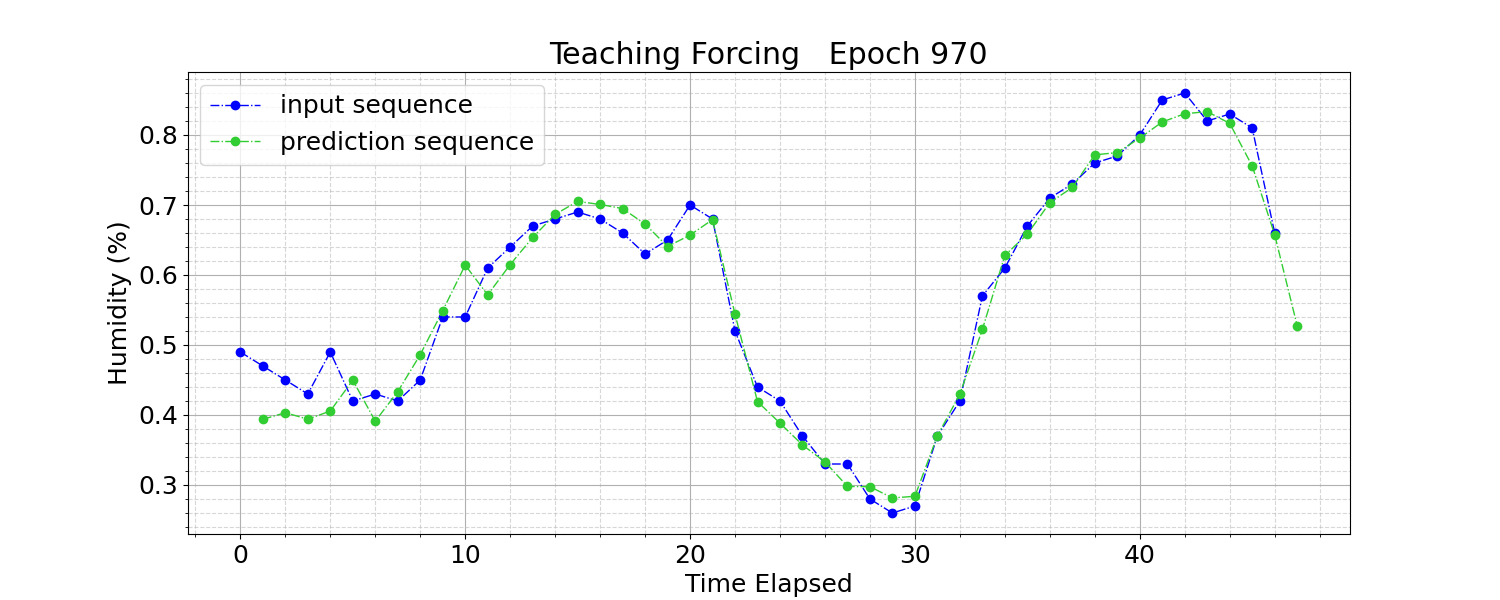 Teaching Forcing   Epoch 970
input sequence
prediction sequence
Humidity (%)
0.8
0.7
0.6
0.5
0.4
0.3
0 10 20 30 40
Time Elapsed